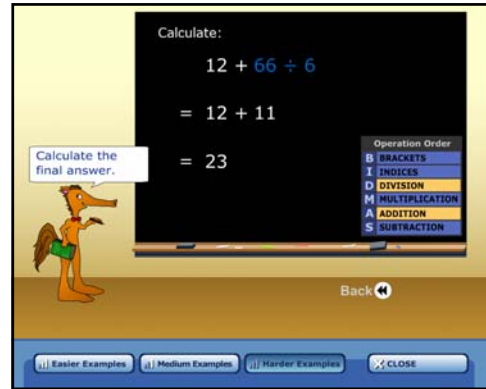 Calculate:
12 + 66 ÷ 6
= 12 + 11
= 23
Calculate the
final answer.
Operation Order
B BRACKETS
I INDICES
D DIVISION
M MULTIPLICATION
A ADDITION
S SUBTRACTION
Back
Easier Examples
Medium Examples
Harder Examples
CLOSE